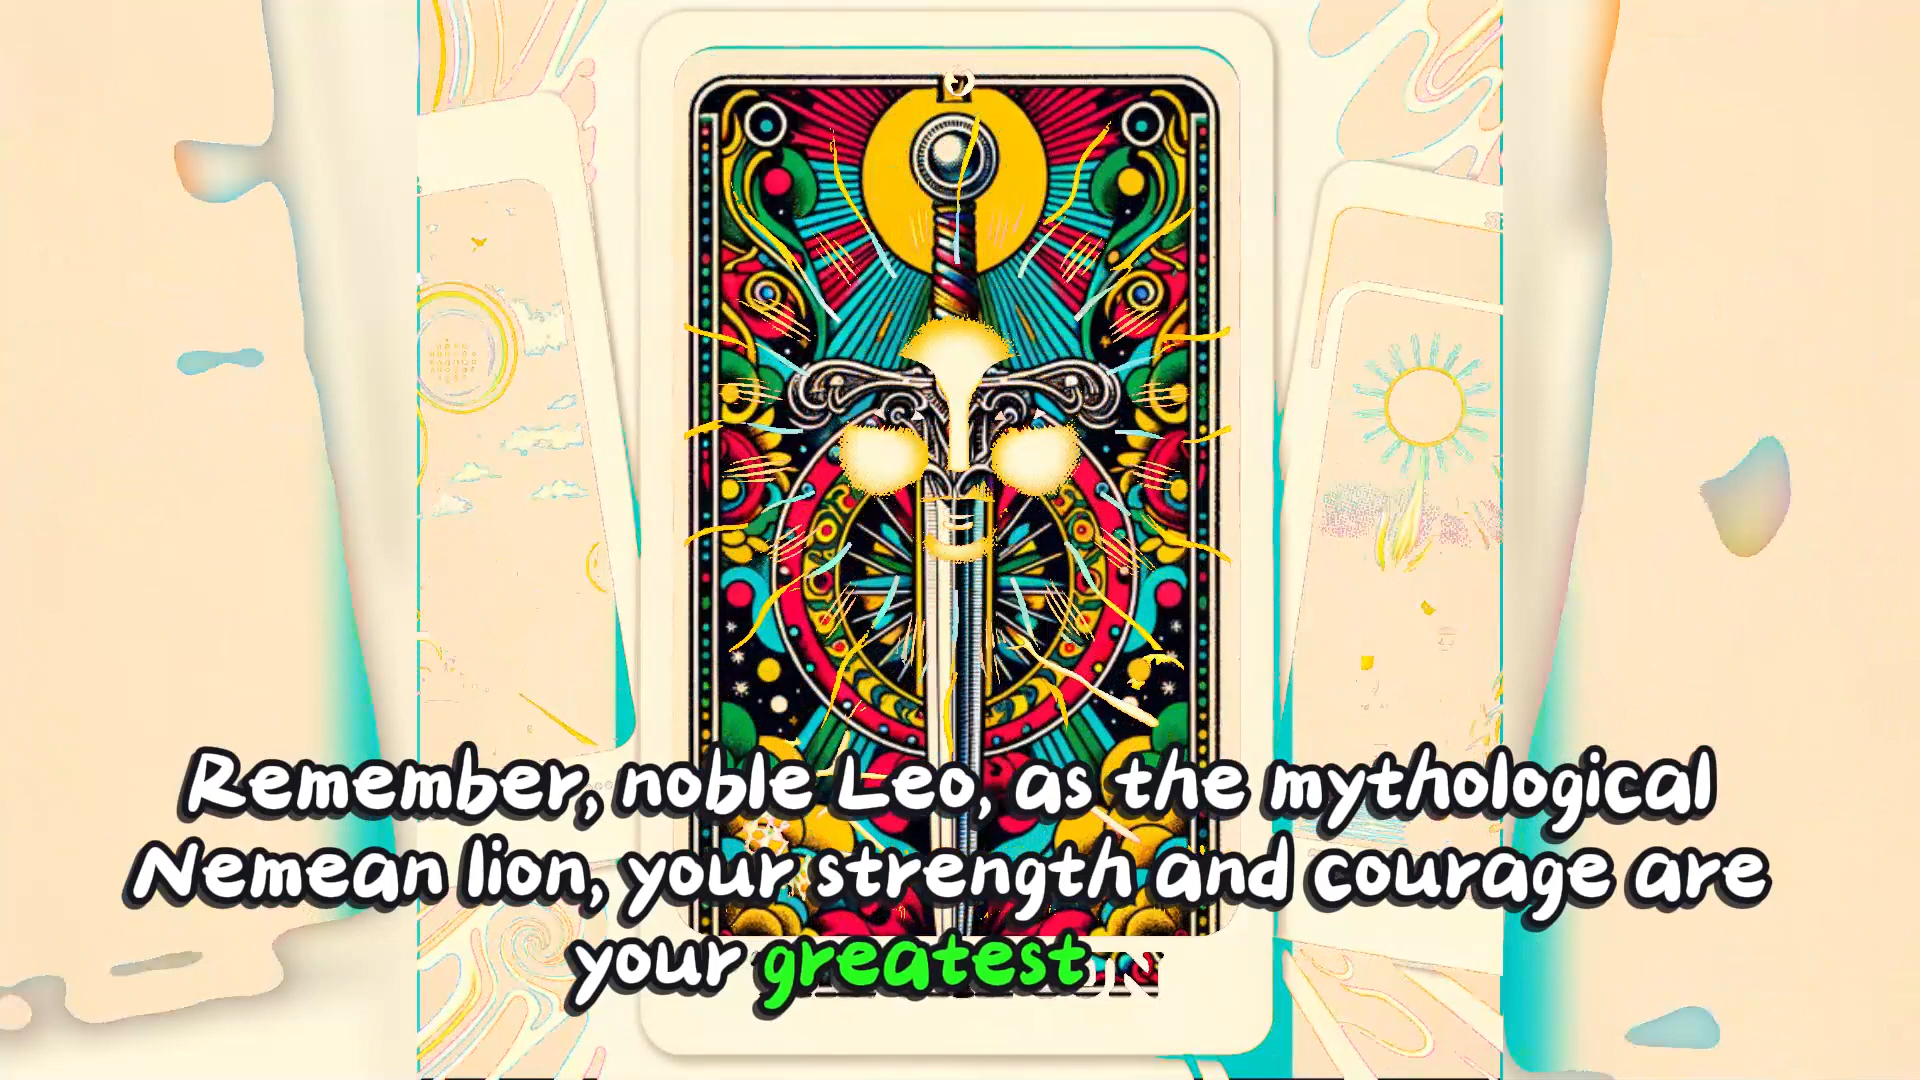 Remember, noble Leo, as the mythological
Nemean lion, your strength and courage are
your greatest